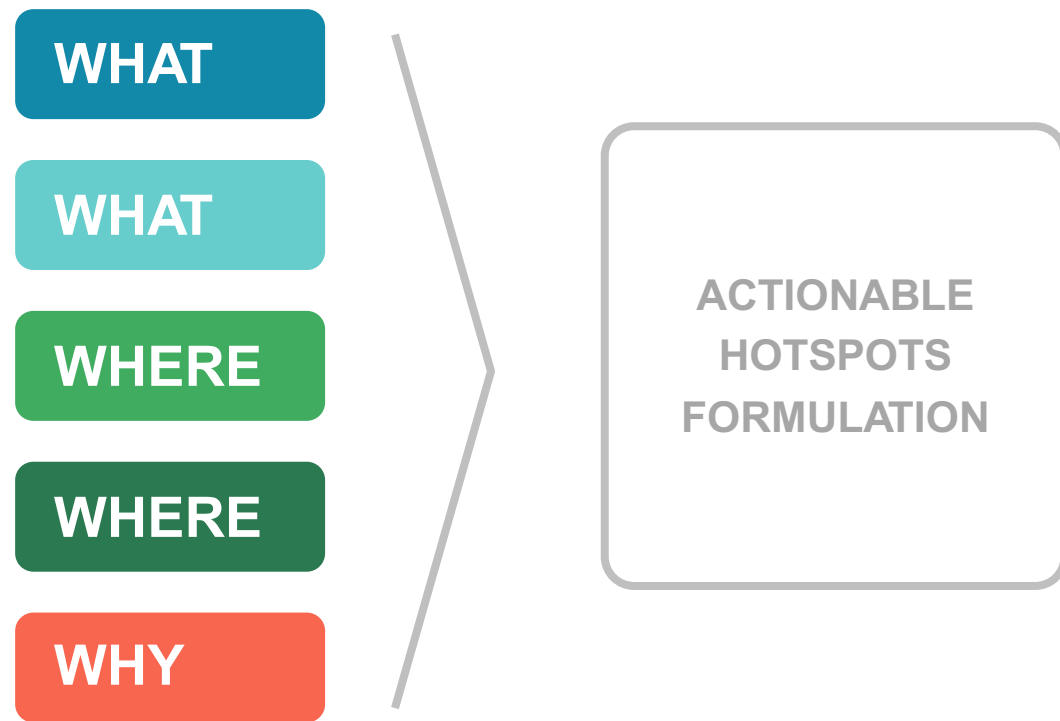 WHAT
WHAT
WHERE
WHERE
WHY
ACTIONABLE
HOTSPOTS
FORMULATION